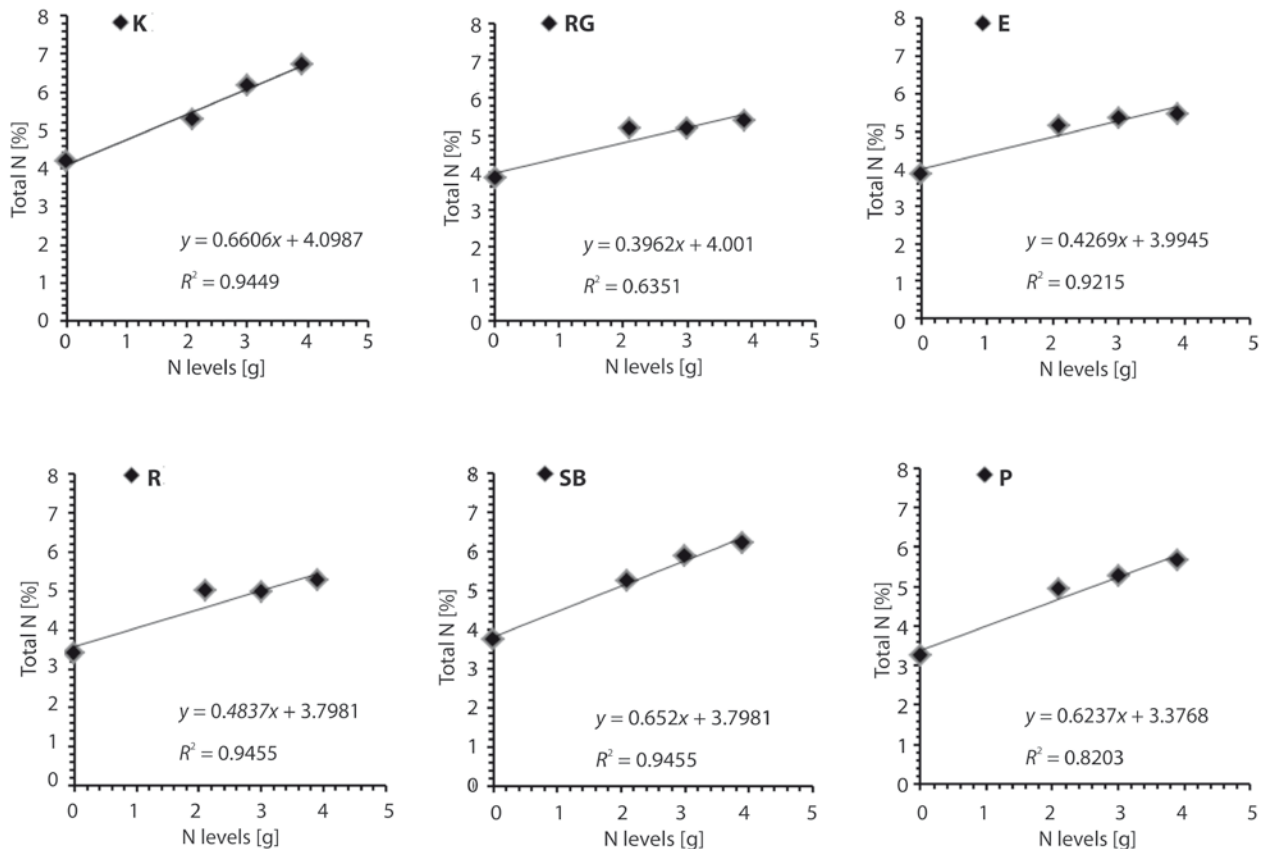 K
8
7
6
5
4
3
2
1
0
Total N [%]
y = 0.6606x + 4.0987
R² = 0.9449
0 1 2 3 4 5
N levels [g]
RG
8
7
6
5
4
3
2
1
0
Total N [%]
y = 0.3962x + 4.001
R² = 0.6351
0 1 2 3 4 5
N levels [g]
E
8
7
6
5
4
3
2
1
0
Total N [%]
y = 0.4269x + 3.9945
R² = 0.9215
0 1 2 3 4 5
N levels [g]
R
8
7
6
5
4
3
2
1
0
Total N [%]
y = 0.4837x + 3.7981
R² = 0.9455
0 1 2 3 4 5
N levels [g]
SB
8
7
6
5
4
3
2
1
0
Total N [%]
y = 0.652x + 3.7981
R² = 0.9455
0 1 2 3 4 5
N levels [g]
P
8
7
6
5
4
3
2
1
0
Total N [%]
y = 0.6237x + 3.3768
R² = 0.8203
0 1 2 3 4 5
N levels [g]